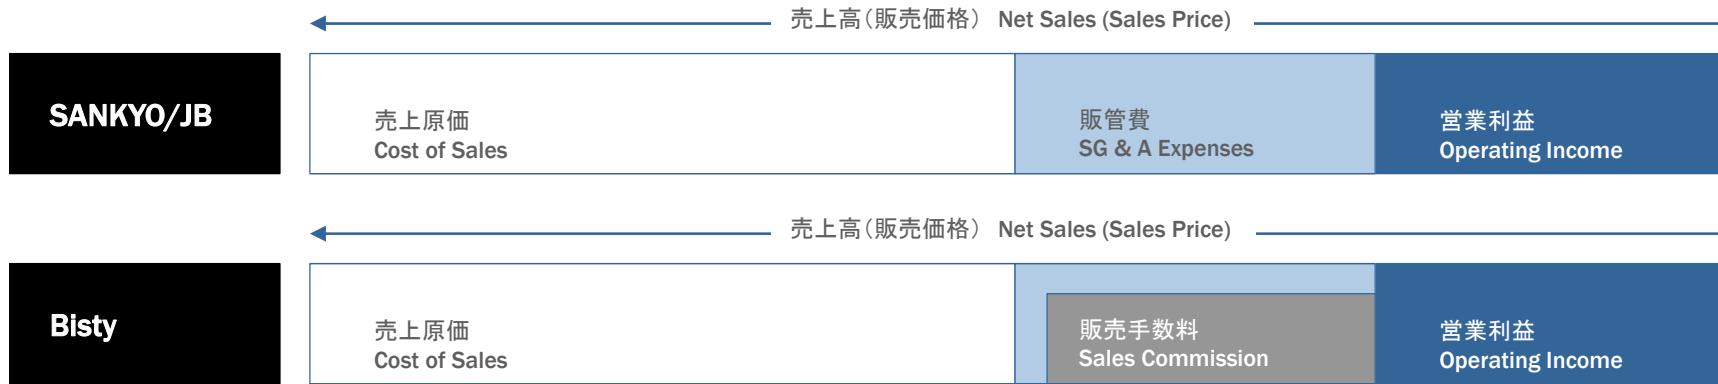 売上高（販売価格） Net Sales (Sales Price)
SANKYO/JB
売上原価
Cost of Sales
販管費
SG & A Expenses
営業利益
Operating Income
売上高（販売価格） Net Sales (Sales Price)
Bisty
売上原価
Cost of Sales
販売手数料
Sales Commission
営業利益
Operating Income